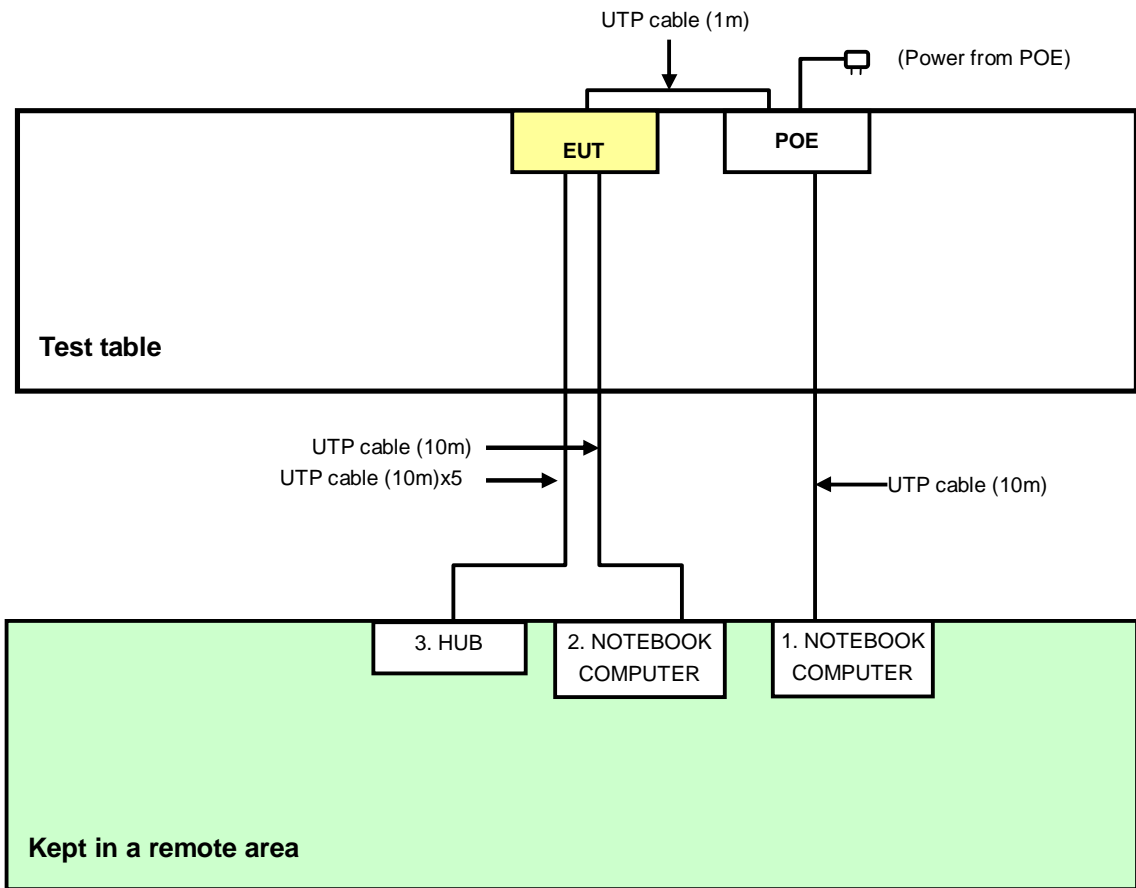 UTP cable (1m)
(Power from POE)
EUT
POE
Test table
UTP cable (10m)
UTP cable (10m)x5
UTP cable (10m)
3. HUB
2. NOTEBOOK
COMPUTER
1. NOTEBOOK
COMPUTER
Kept in a remote area